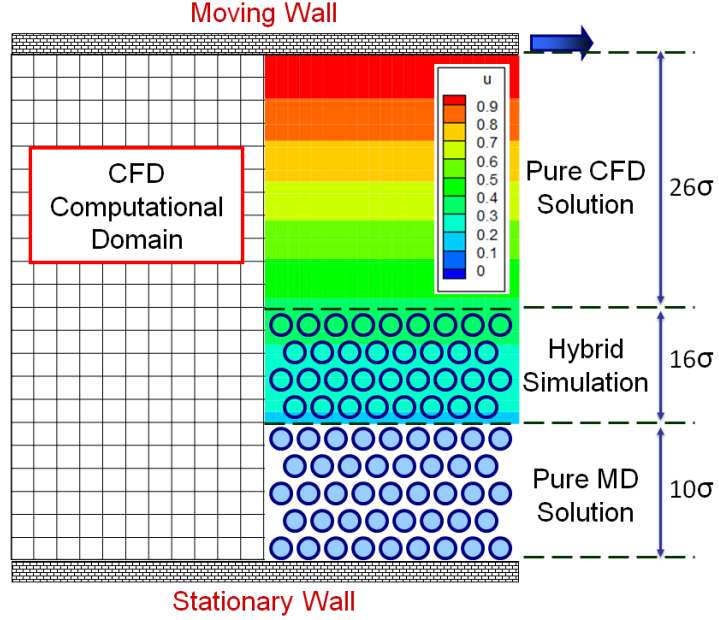 Moving Wall
u
0.9
0.8
0.7
0.6
0.5
0.4
0.3
0.2
0.1
0
CFD
Computational
Domain
Pure CFD
Solution
26σ
Hybrid
Simulation
16σ
Pure MD
Solution
10σ
Stationary Wall